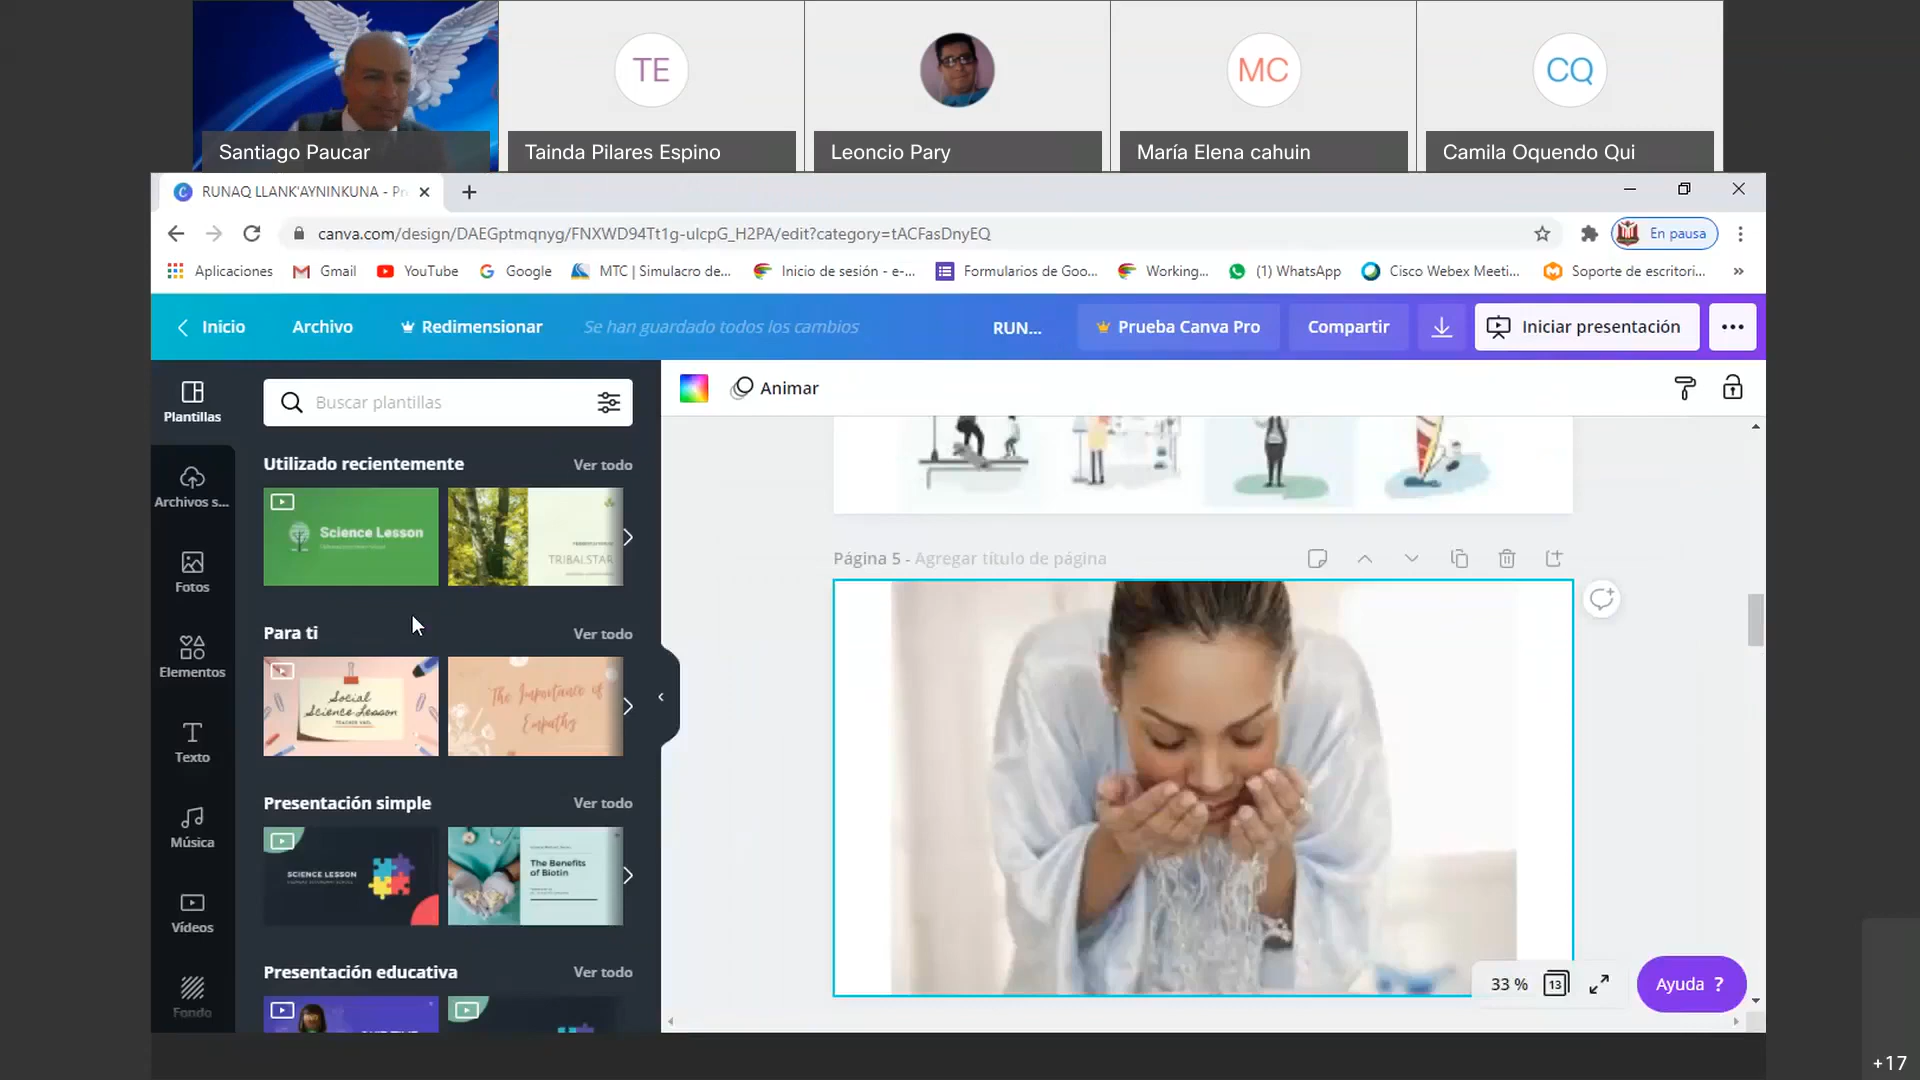 TE
MC
CQ
Santiago Paucar
Tainda Pilares Espino
Leoncio Pary
María Elena cahuin
Camila Oquendo Qui
RUNAQ LLANK'AYNINKUNA - Pr
canva.com/design/DAEGptmqnyg/FNXWD94Tt1g-ulcpG_H2PA/edit?category=tACFasDnyEQ
En pausa
Aplicaciones
Gmail
YouTube
Google
MTC | Simulacro de...
Inicio de sesión - e-...
Formularios de Goo...
Working...
(1) WhatsApp
Cisco Webex Meeti...
Soporte de escritori...
»
Inicio
Archivo
Redimensionar
Se han guardado todos los cambios
RUN...
Prueba Canva Pro
Compartir
Iniciar presentación
Plantillas
Buscar plantillas
Animar
Archivos s...
Fotos
Elementos
Texto
Música
Vídeos
Fondo
Utilizado recientemente
Ver todo
Science Lesson
TRIBALSTAR
Para ti
Ver todo
Social
Science Lesson
The Importance of
Empathy
Presentación simple
Ver todo
SCIENCE LESSON
The Benefits
of Biotin
Presentación educativa
Ver todo
Página 5 - Agregar título de página
33 %
13
Ayuda ?
+17